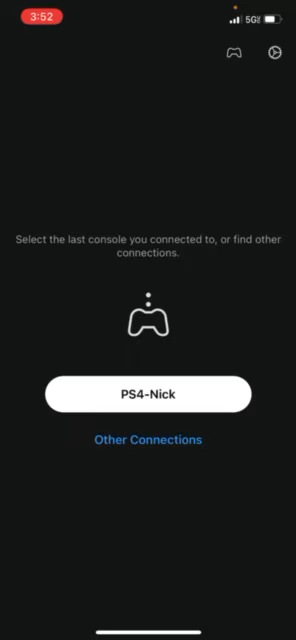 3:52
5G
Select the last console you connected to, or find other
connections.
PS4-Nick
Other Connections